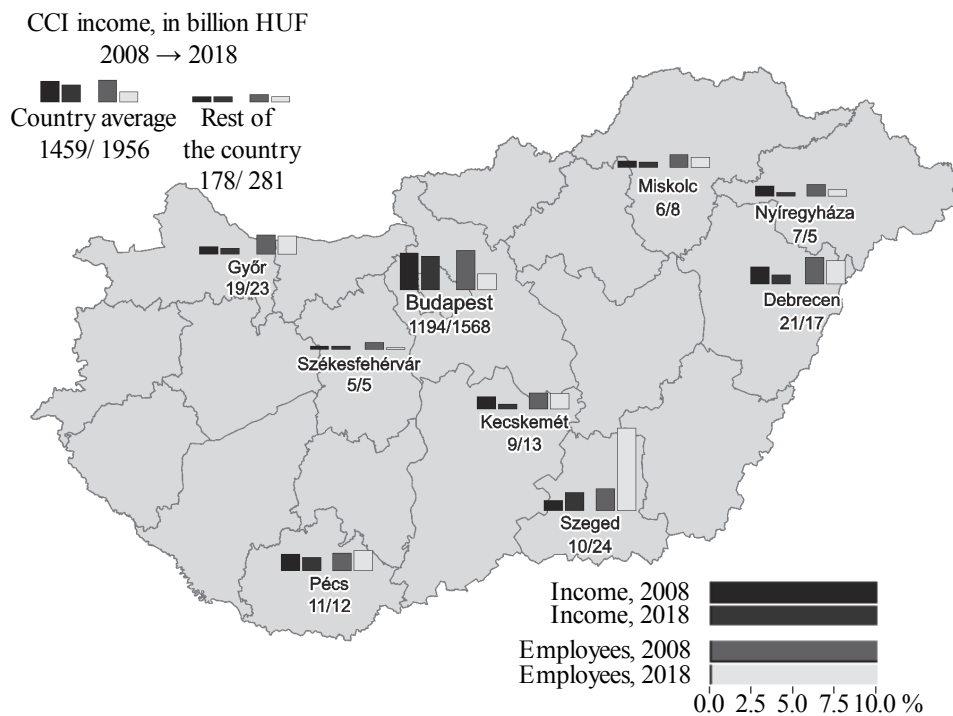 CCI income, in billion HUF
2008 → 2018
Country average
1459/ 1956
Rest of
the country
178/ 281
Miskolc
6/8
Nyíregyháza
7/5
Győr
19/23
Budapest
1194/1568
Debrecen
21/17
Székesfehérvár
5/5
Kecskemét
9/13
Szeged
10/24
Pécs
11/12
Income, 2008
Income, 2018
Employees, 2008
Employees, 2018
0.0 2.5 5.0 7.5 10.0 %